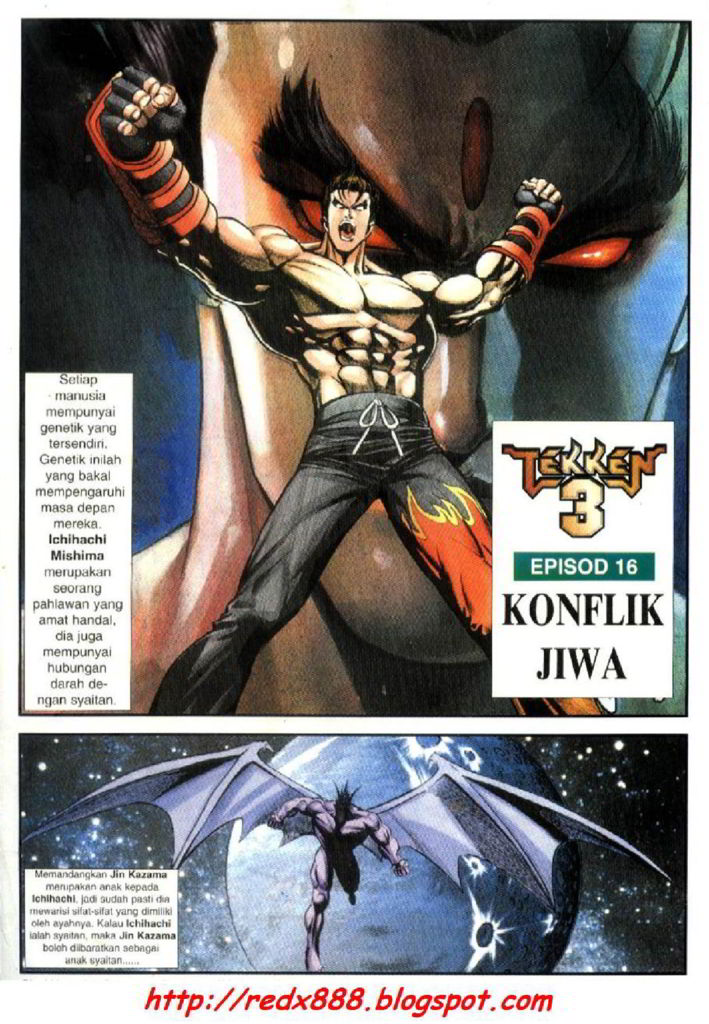 Setiap
manusia
mempunyai
genetik yang
tersendiri.
Genetik inilah
yang bakal
mempengaruhi
masa depan
mereka.
Ichihachi
Mishima
merupakan
seorang
pahlawan yang
amat handal,
dia juga
mempunyai
hubungan
darah de-
ngan syaitan.
TEKKEN
3
EPISOD 16
KONFLIK
JIWA
Memandangkan Jin Kazama
merupakan anak kepada
Ichihachi, jadi sudah pasti dia
mewarisi sifat-sifat yang dimiliki
oleh ayahnya. Kalau Ichihachi
ialah syaitan, maka Jin Kazama
boleh diibaratkan sebagai
anak syaitan......
http://redx888.blogspot.com